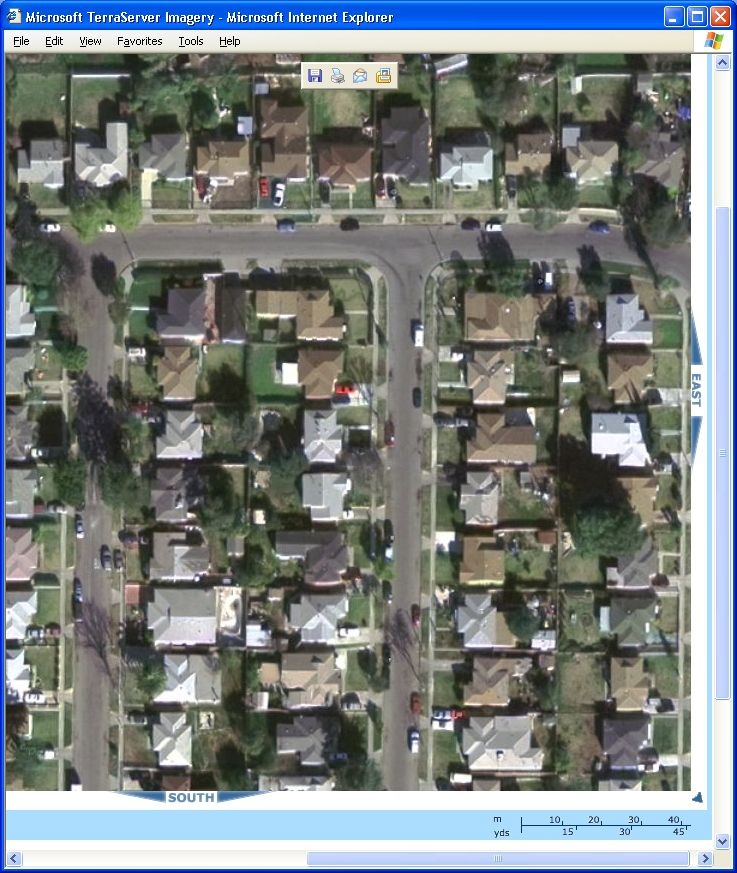 Microsoft TerraServer Imagery - Microsoft Internet Explorer
File Edit View Favorites Tools Help
EAST
SOUTH
m 10 20 30 40
yds 15 30 45